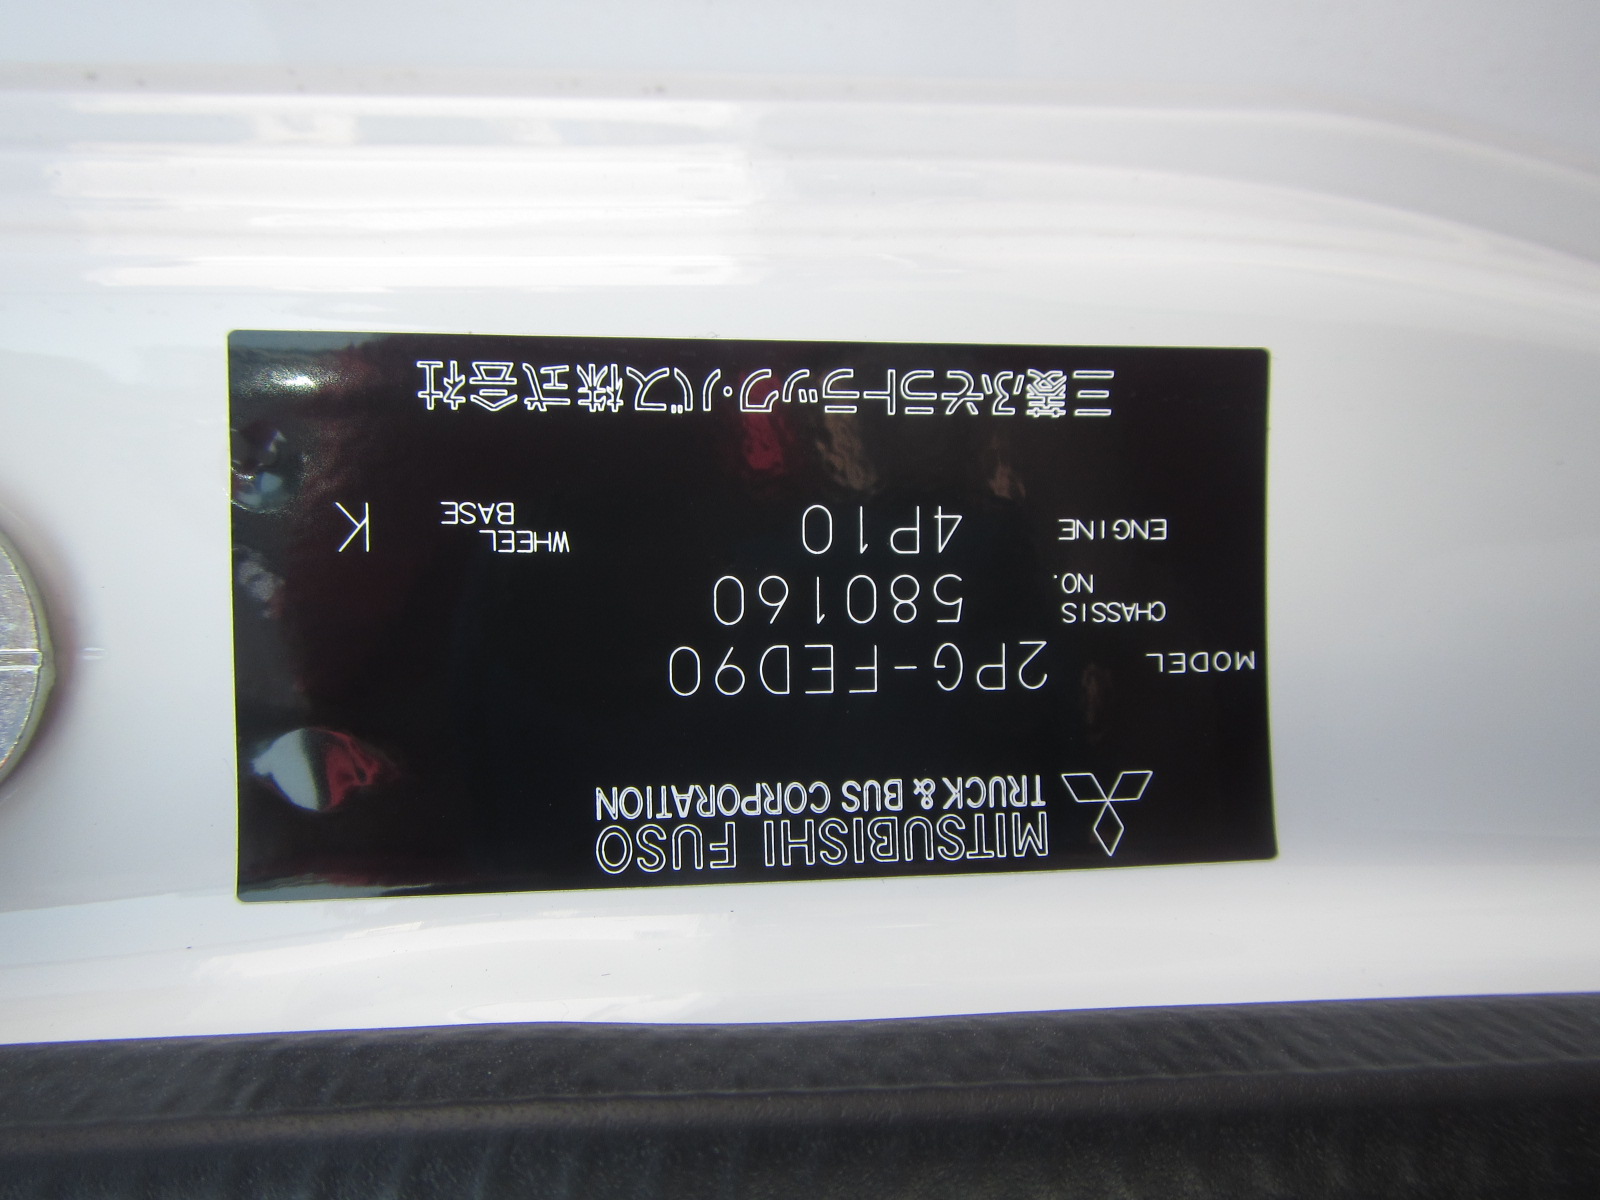 MITSUBISHI FUSO
TRUCK & BUS CORPORATION
MODEL 2PG-FED90
CHASSIS NO. 580160
ENGINE 4P10 WHEEL BASE K
三菱ふそうトラック・バス株式会社